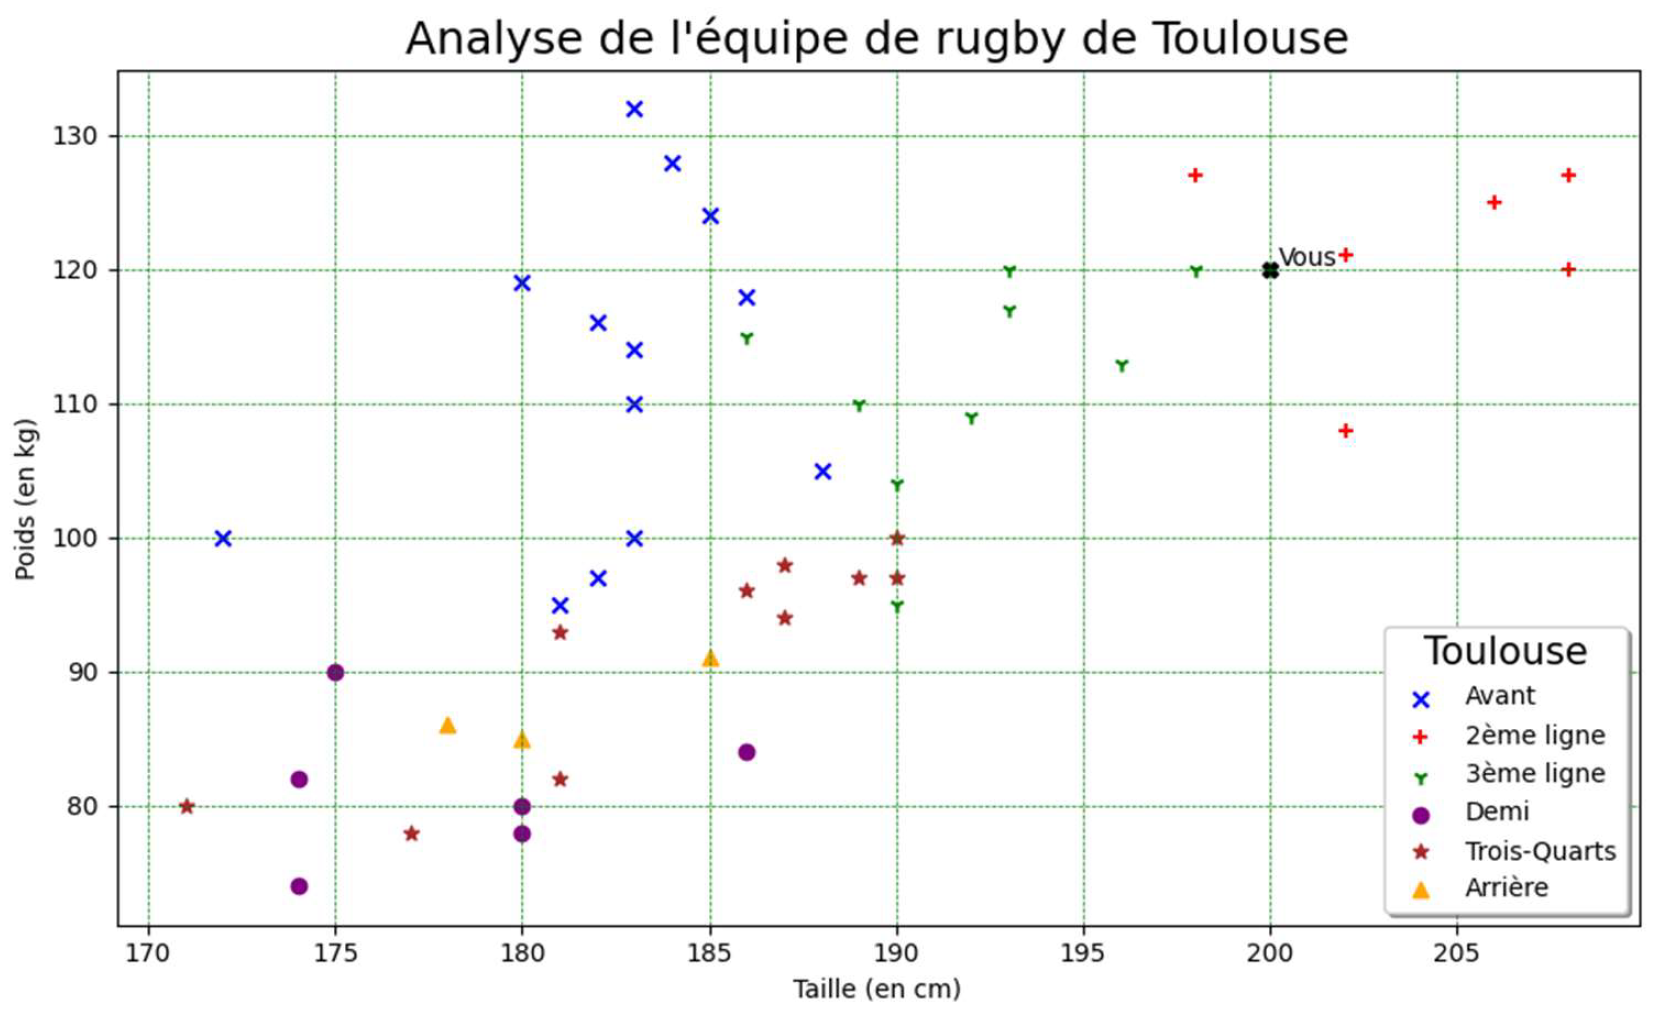 Analyse de l'équipe de rugby de Toulouse
130
120
110
100
90
80
Poids (en kg)
Vous
Toulouse
Avant
2ème ligne
3ème ligne
Demi
Trois-Quarts
Arrière
170 175 180 185 190 195 200 205
Taille (en cm)